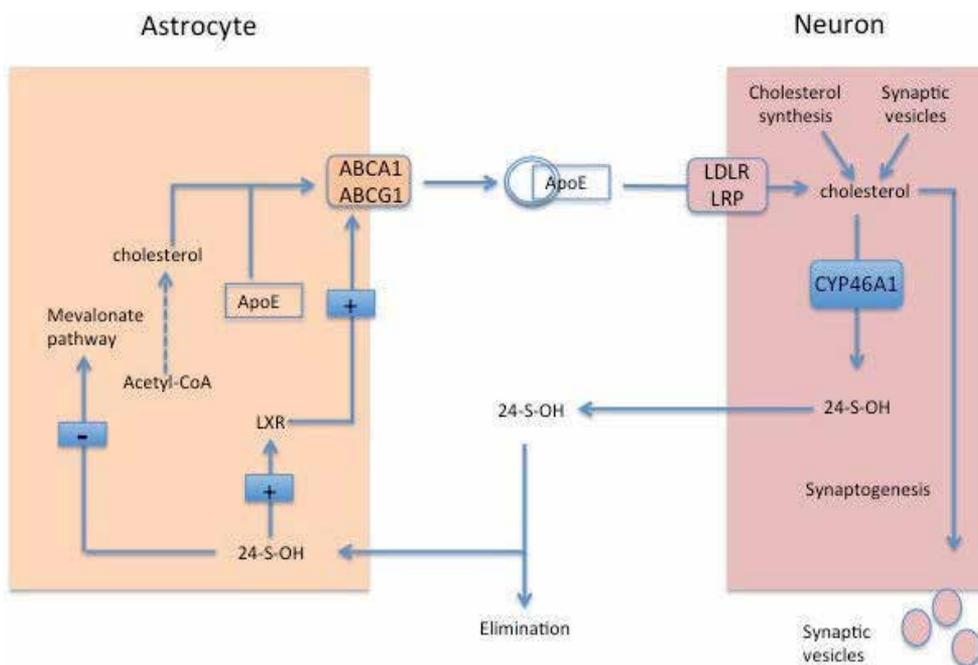 Astrocyte
Neuron
Cholesterol
synthesis
Synaptic
vesicles
ABCA1
ABCG1
ApoE
LDLR
LRP
cholesterol
cholesterol
CYP46A1
ApoE
+
Mevalonate
pathway
Acetyl-CoA
-
LXR
24-S-OH
24-S-OH
+
Synaptogenesis
24-S-OH
Elimination
Synaptic
vesicles